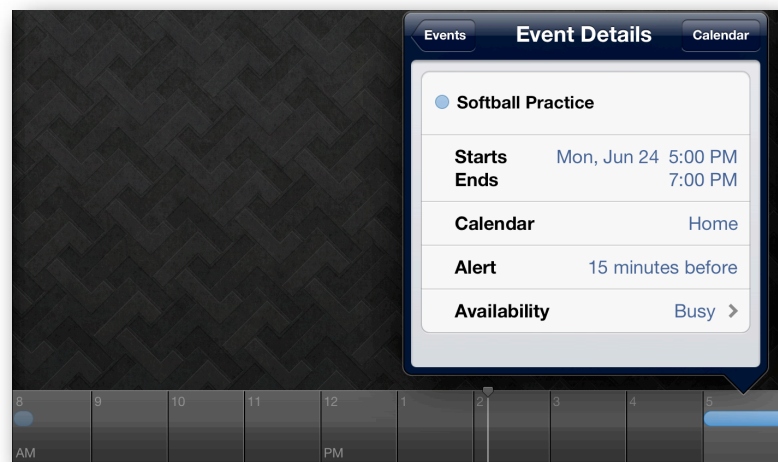 Events Event Details Calendar
Softball Practice
Starts Mon, Jun 24 5:00 PM
Ends 7:00 PM
Calendar Home
Alert 15 minutes before
Availability Busy
8 9 10 11 12 1 2 3 4 5
AM PM